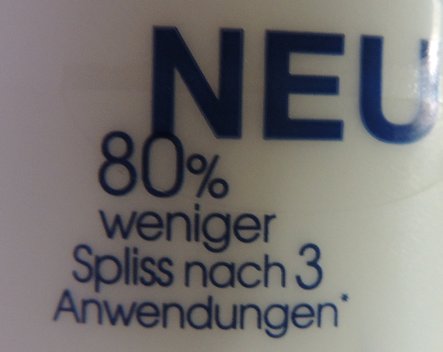 NEU
80%
weniger
Spliss nach 3
Anwendungen*